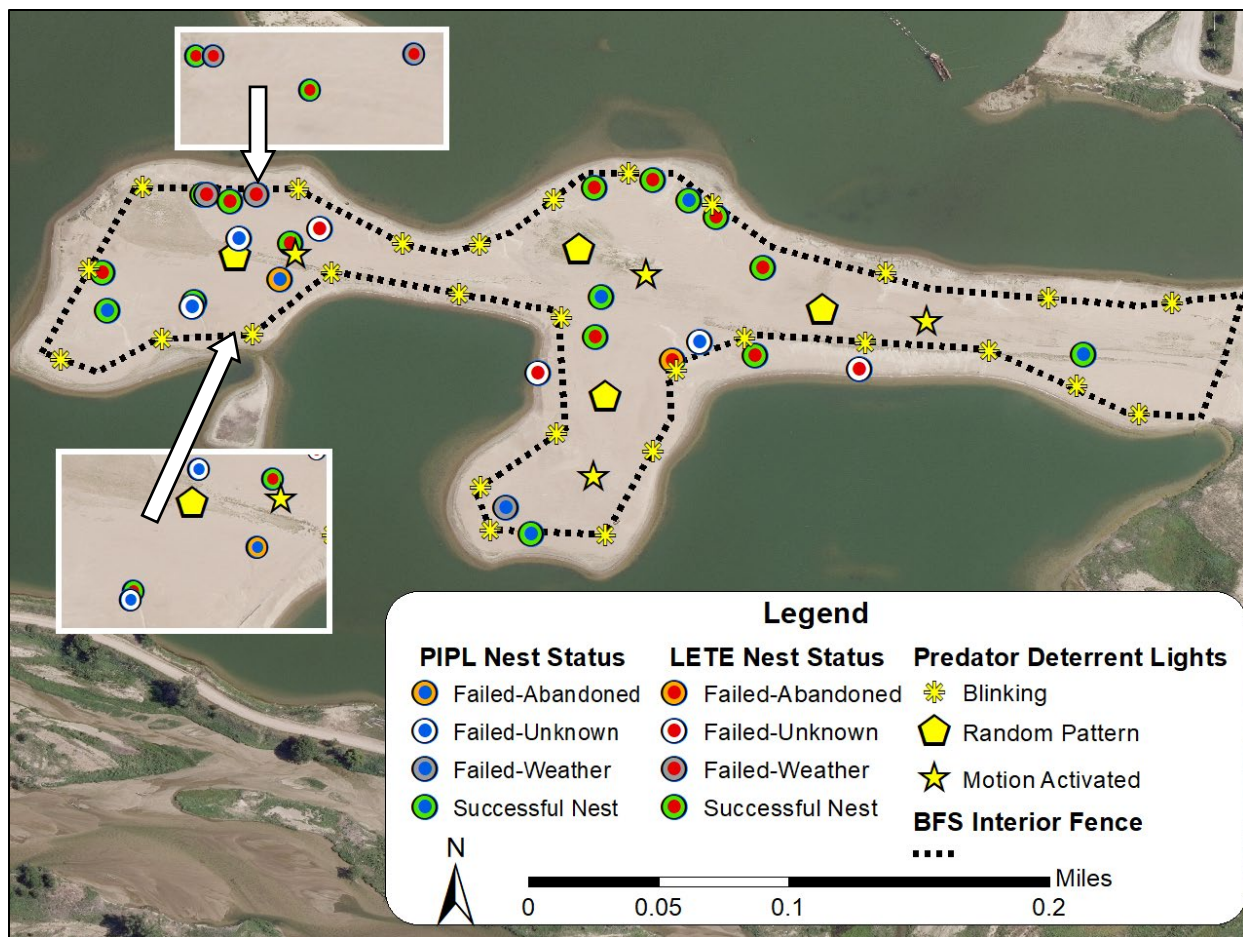 Legend
PIPL Nest Status
Failed-Abandoned
Failed-Unknown
Failed-Weather
Successful Nest
LETE Nest Status
Failed-Abandoned
Failed-Unknown
Failed-Weather
Successful Nest
Predator Deterrent Lights
Blinking
Random Pattern
Motion Activated
BFS Interior Fence
N
Miles
0 0.05 0.1 0.2